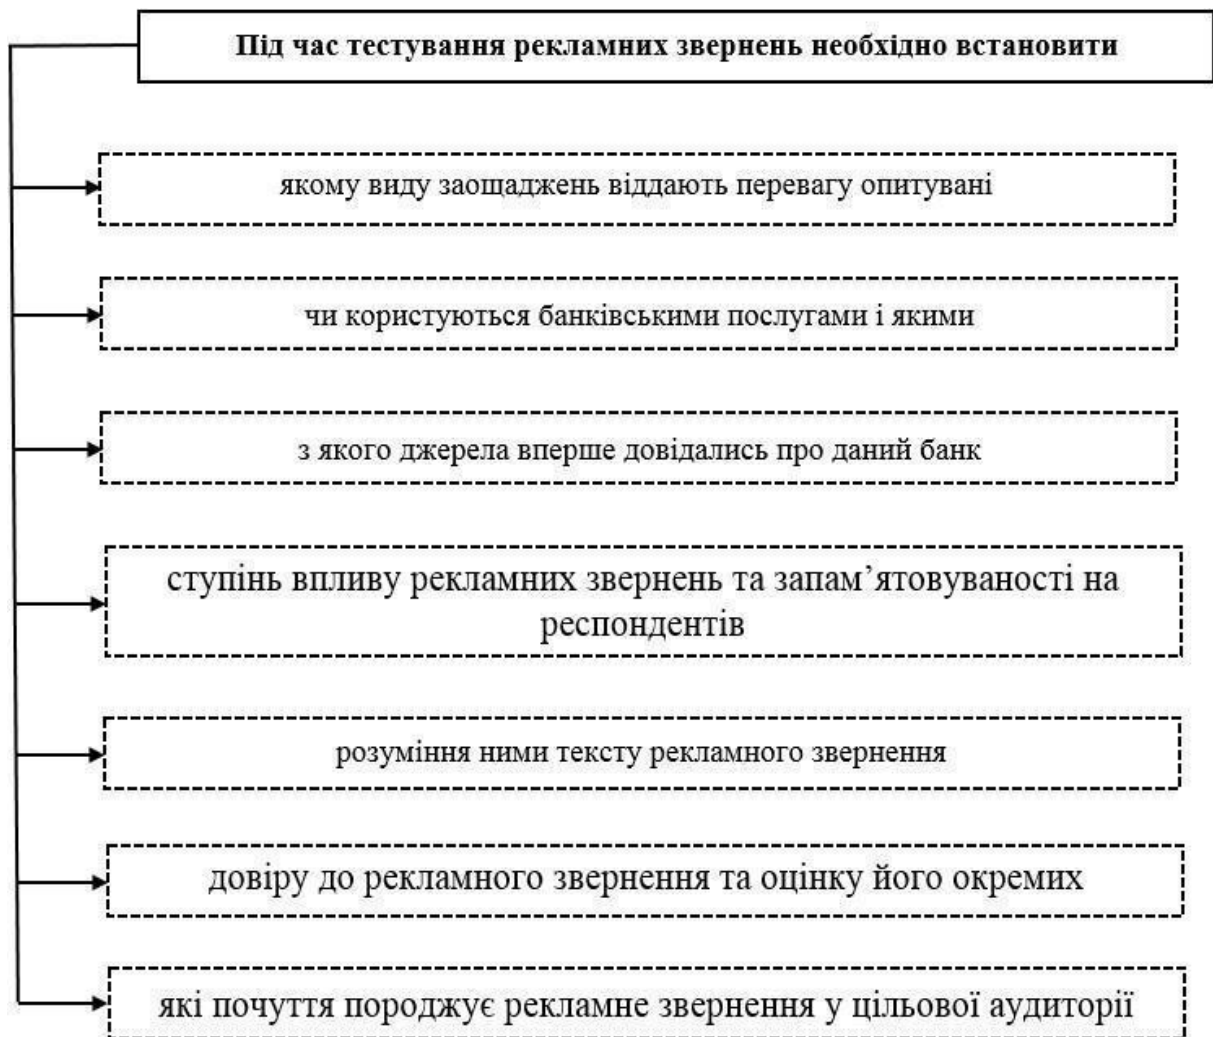 Під час тестування рекламних звернень необхідно встановити
якому виду заощаджень віддають перевагу опитувані
чи користуються банківськими послугами і якими
з якого джерела вперше довідались про даний банк
ступінь впливу рекламних звернень та запам’ятовуваності на
респондентів
розуміння ними тексту рекламного звернення
довіру до рекламного звернення та оцінку його окремих
які почуття породжує рекламне звернення у цільової аудиторії